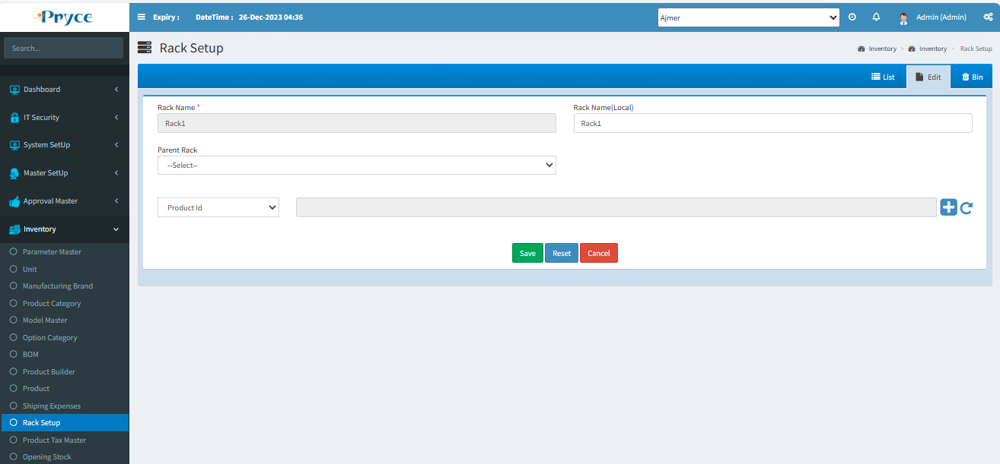 Pryce
Expiry : DateTime : 26-Dec-2023 04:36 Ajmer Admin (Admin)
Search...
Rack Setup
Inventory > Inventory > Rack Setup
List Edit Bin
Dashboard
IT Security
System SetUp
Master SetUp
Approval Master
Inventory
Parameter Master
Unit
Manufacturing Brand
Product Category
Model Master
Option Category
BOM
Product Builder
Product
Shiping Expenses
Rack Setup
Product Tax Master
Opening Stock
Rack Name * Rack Name(Local)
Rack1 Rack1
Parent Rack
--Select--
Product Id
Save Reset Cancel